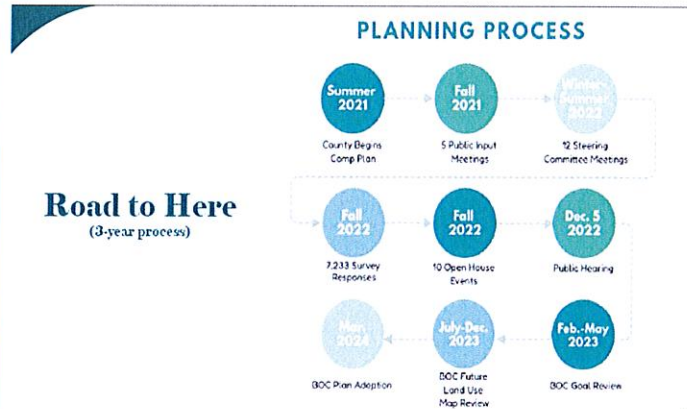 PLANNING PROCESS
Road to Here
(3-year process)
Summer
2021
County Begins
Comp Plan
Fall
2021
5 Public Input
Meetings
Winter-
Summer
2022
12 Steering
Committee Meetings
Fall
2022
7,233 Survey
Responses
Fall
2022
10 Open House
Events
Dec. 5
2022
Public Hearing
Feb.-May
2023
BOC Goal Review
July-Dec.
2023
BOC Future
Land Use
Map Review
Mar.
2024
BOC Plan Adoption